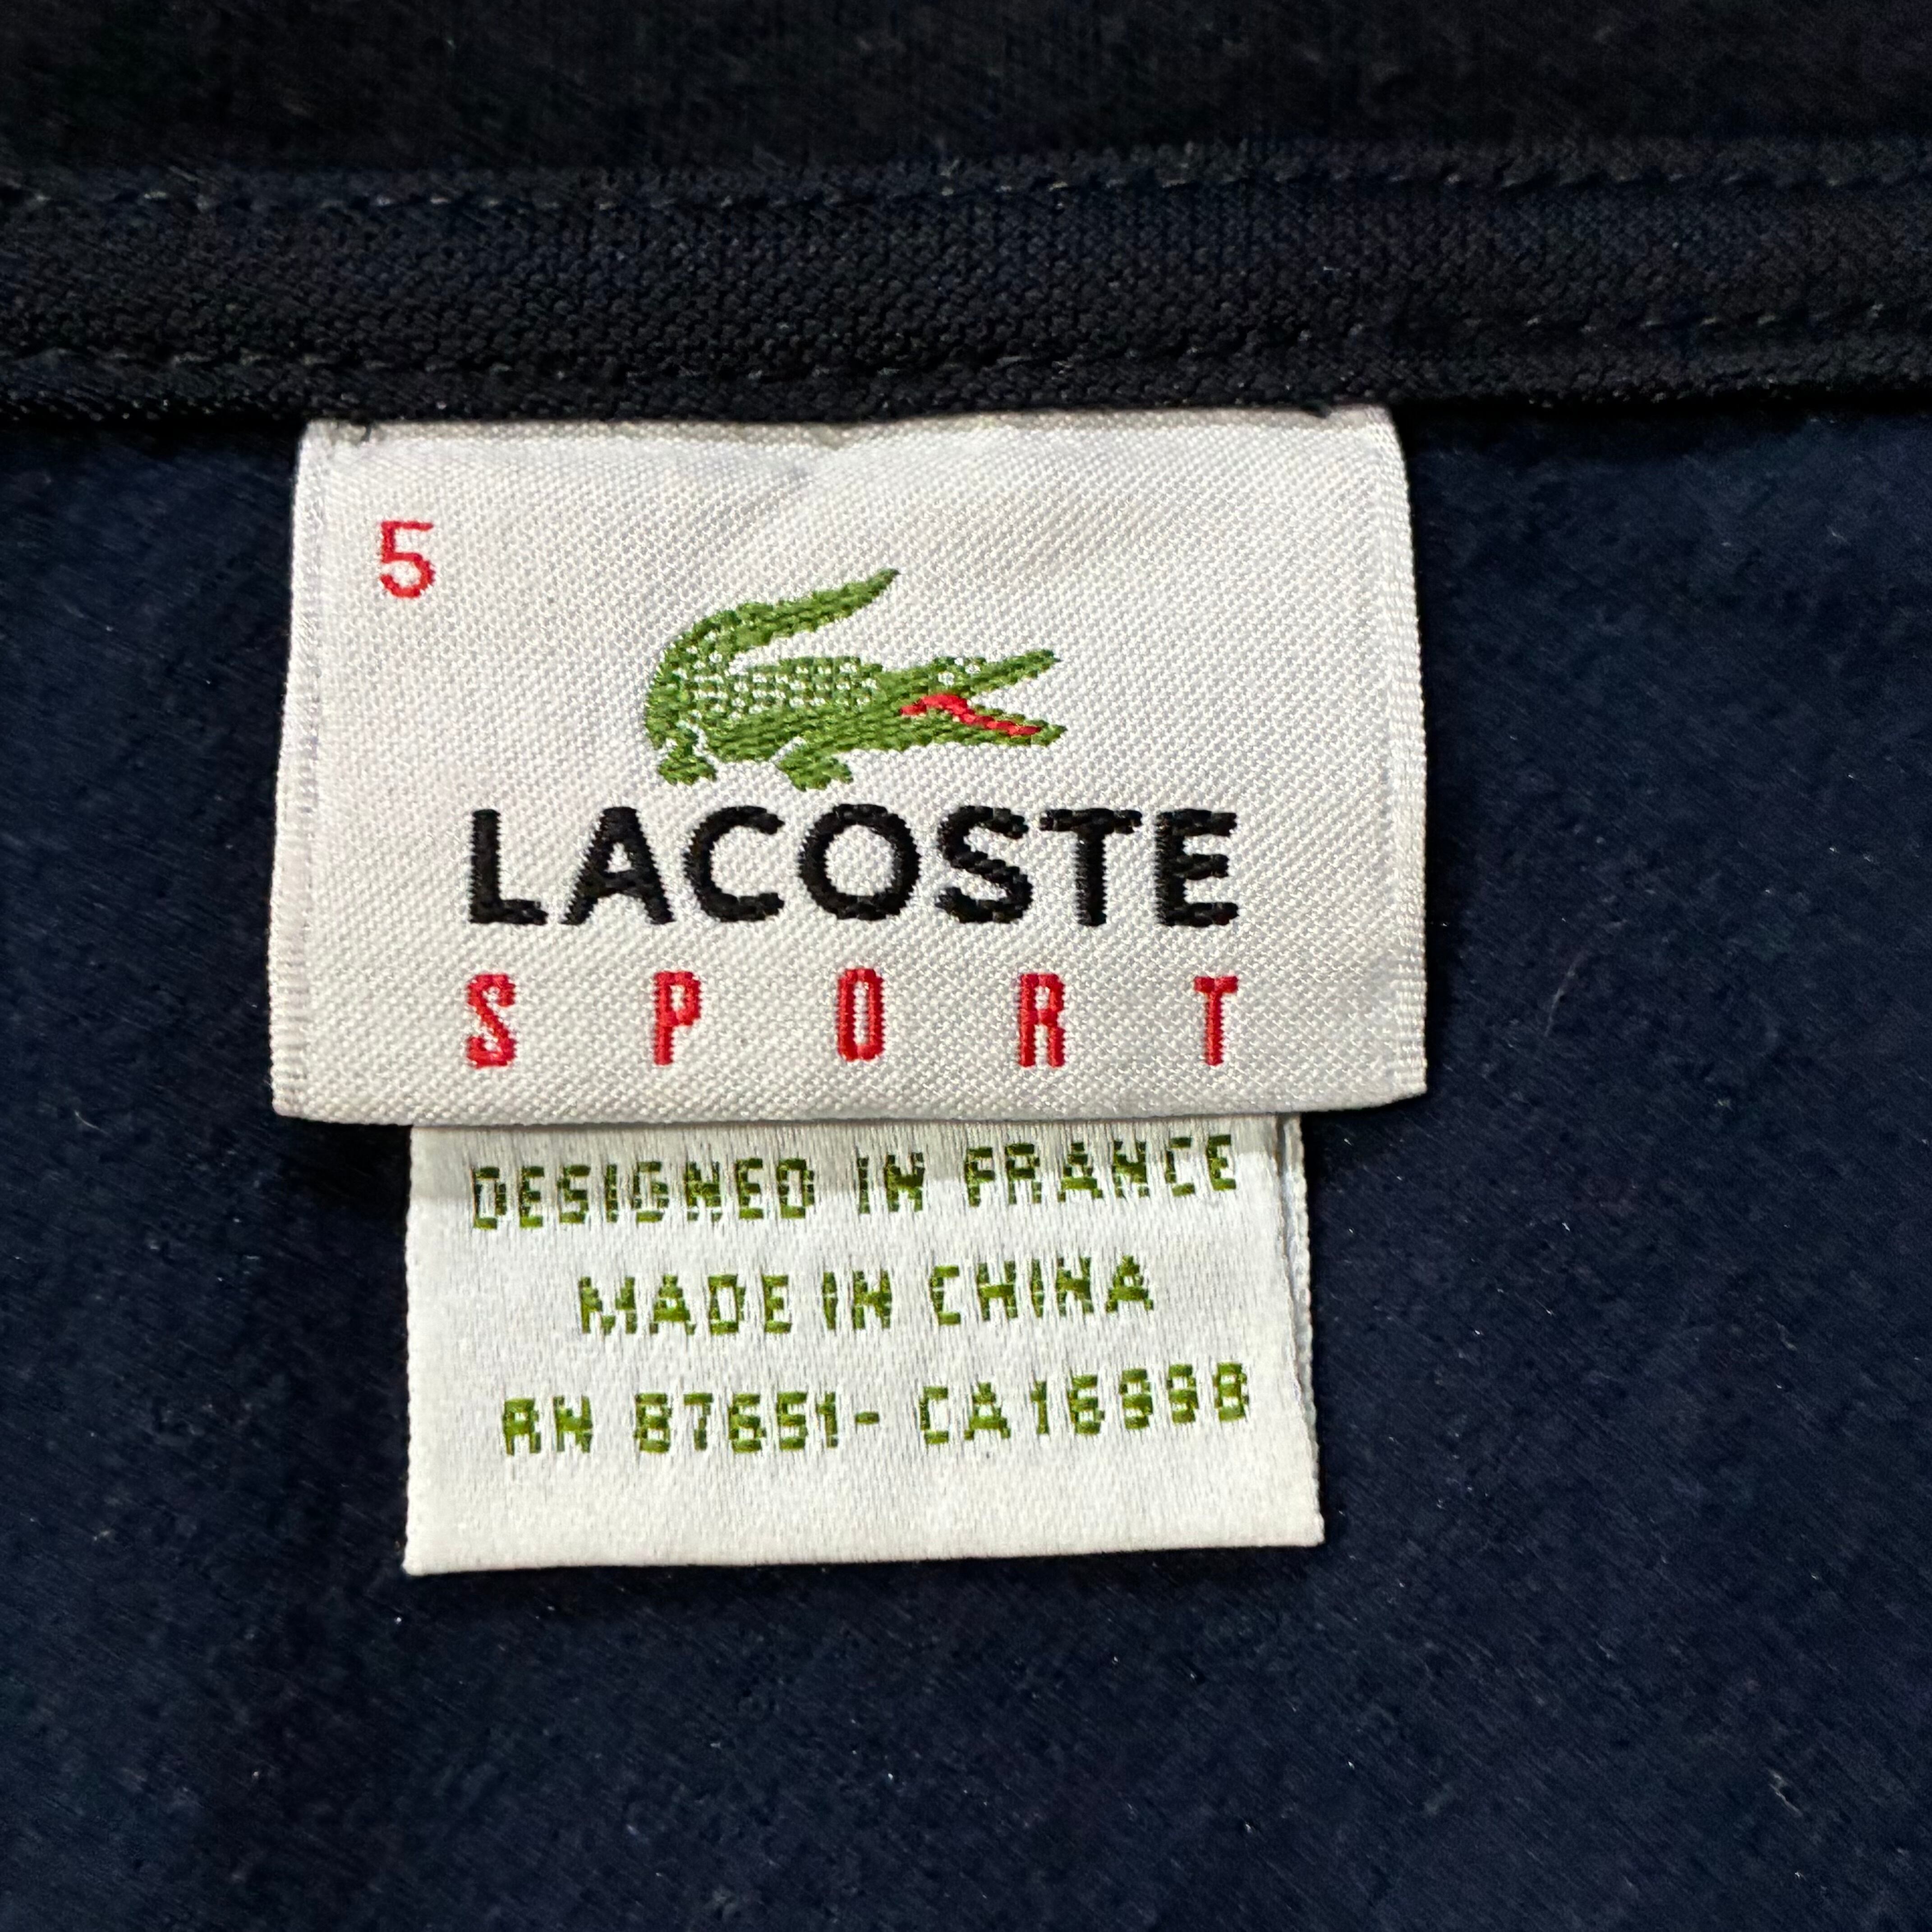 5
LACOSTE
SPORT
DESIGNED IN FRANCE
MADE IN CHINA
RN 87651- CA16998